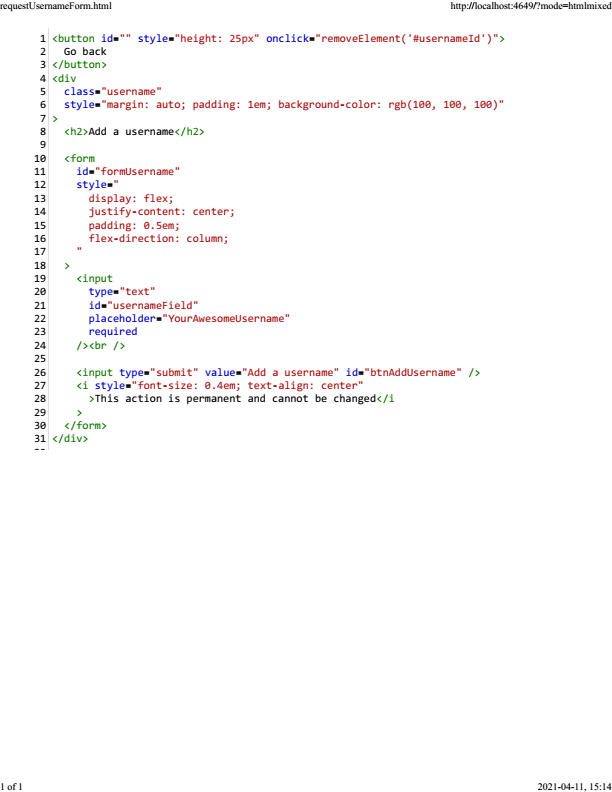 requestUsernameForm.html http://localhost:4649/?mode=htmlmixed
1 <button id="" style="height: 25px" onclick="removeElement('#usernameId')">
2   Go back
3 </button>
4 <div
5   class="username"
6   style="margin: auto; padding: 1em; background-color: rgb(100, 100, 100)"
7 >
8   <h2>Add a username</h2>
9
10   <form
11     id="formUsername"
12     style="
13       display: flex;
14       justify-content: center;
15       padding: 0.5em;
16       flex-direction: column;
17     "
18   >
19     <input
20       type="text"
21       id="usernameField"
22       placeholder="YourAwesomeUsername"
23       required
24     /><br />
25
26     <input type="submit" value="Add a username" id="btnAddUsername" />
27     <i style="font-size: 0.4em; text-align: center"
28       >This action is permanent and cannot be changed</i
29     >
30   </form>
31 </div>
1 of 1 2021-04-11, 15:14